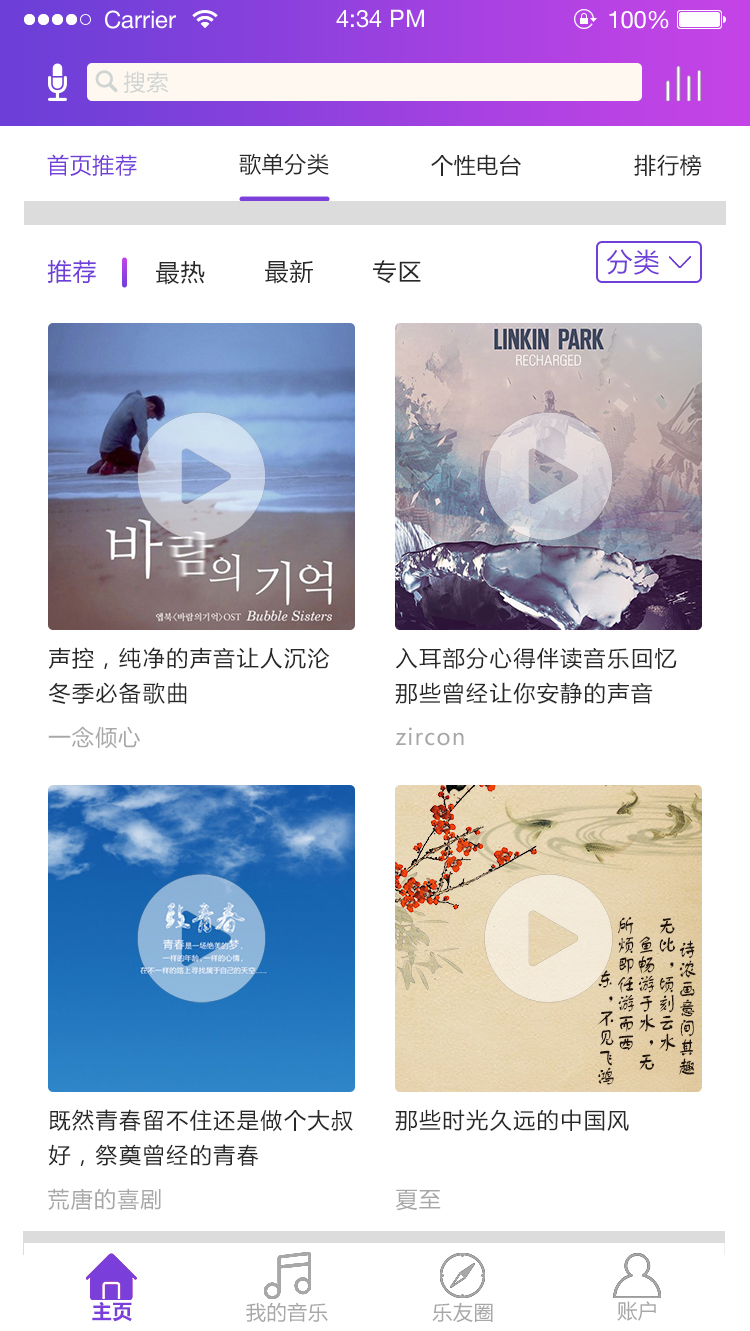 Carrier
4:34 PM
100%
搜索
首页推荐
歌单分类
个性电台
排行榜
推荐
最热
最新
专区
分类
바람의 기억
앱북<바람의기억>OST Bubble Sisters
LINKIN PARK
RECHARGED
声控，纯净的声音让人沉沦
冬季必备歌曲
一念倾心
入耳部分心得伴读音乐回忆
那些曾经让你安静的声音
zircon
致青春
青春是一场绝美的梦，
一样的年龄，一样的心情，
在不一样的路上寻找属于自己的天空......
诗浓画意问其趣
无比，顷刻云水
鱼畅游于水，无
所烦即任游而西
东，不见飞鸿
既然青春留不住还是做个大叔
好，祭奠曾经的青春
荒唐的喜剧
那些时光久远的中国风
夏至
主页
我的音乐
乐友圈
账户